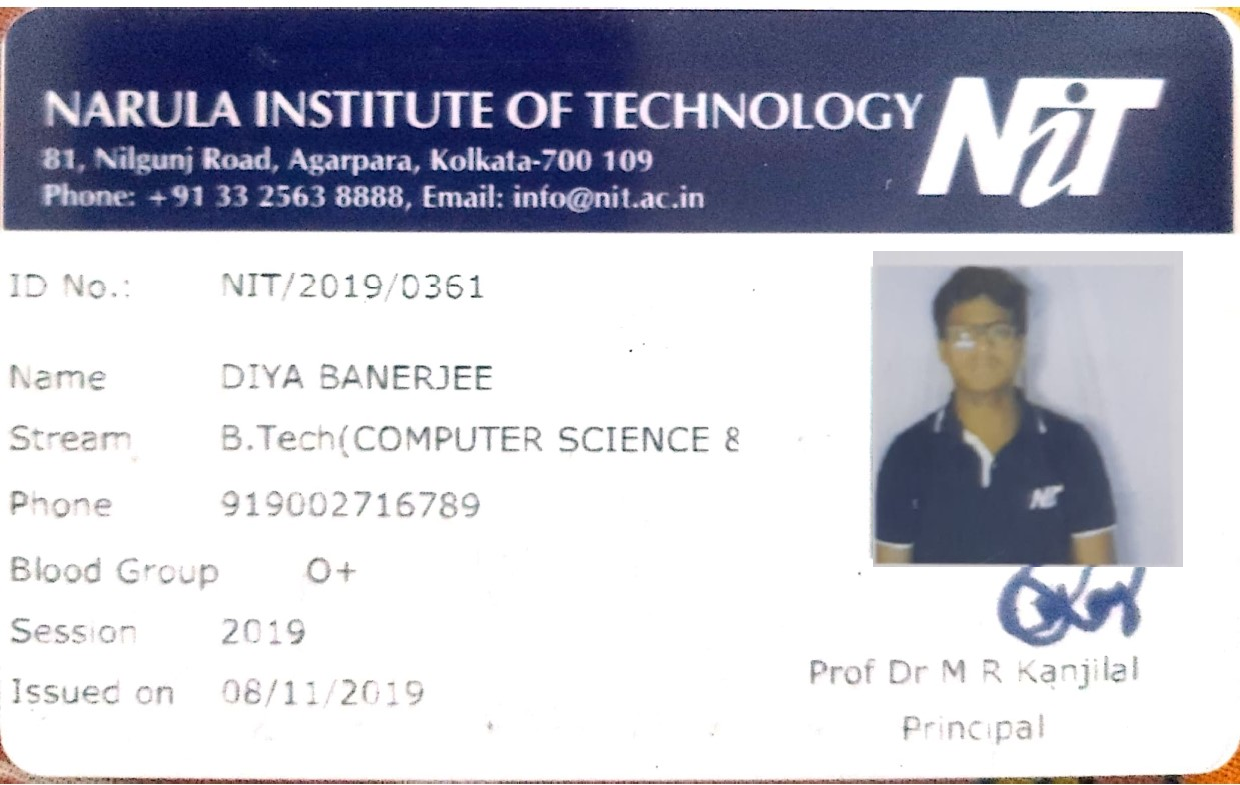 NARULA INSTITUTE OF TECHNOLOGY
81, Nilgunj Road, Agarpara, Kolkata-700 109
Phone: +91 33 2563 8888, Email: info@nit.ac.in
NiT
ID No.: NIT/2019/0361
Name DIYA BANERJEE
Stream B.Tech(COMPUTER SCIENCE &
Phone 919002716789
Blood Group O+
Session 2019
Issued on 08/11/2019
NiT
Prof Dr M R Kanjilal
Principal